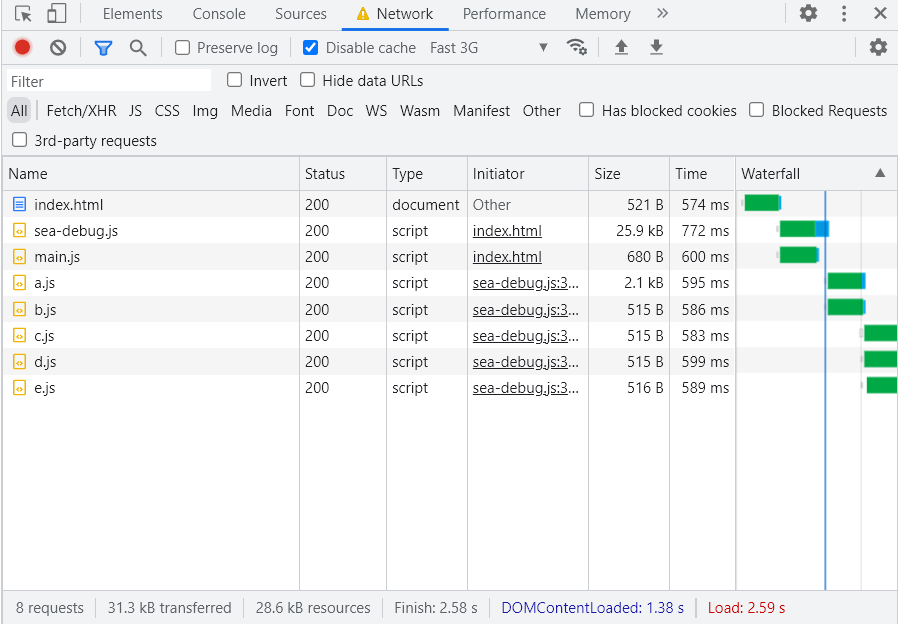 Elements Console Sources Network Performance Memory
Preserve log Disable cache Fast 3G
Filter Invert Hide data URLs
All Fetch/XHR JS CSS Img Media Font Doc WS Wasm Manifest Other Has blocked cookies Blocked Requests
3rd-party requests
Name Status Type Initiator Size Time Waterfall
index.html 200 document Other 521 B 574 ms
sea-debug.js 200 script index.html 25.9 kB 772 ms
main.js 200 script index.html 680 B 600 ms
a.js 200 script sea-debug.js:3... 2.1 kB 595 ms
b.js 200 script sea-debug.js:3... 515 B 586 ms
c.js 200 script sea-debug.js:3... 515 B 583 ms
d.js 200 script sea-debug.js:3... 515 B 599 ms
e.js 200 script sea-debug.js:3... 516 B 589 ms
8 requests 31.3 kB transferred 28.6 kB resources Finish: 2.58 s DOMContentLoaded: 1.38 s Load: 2.59 s